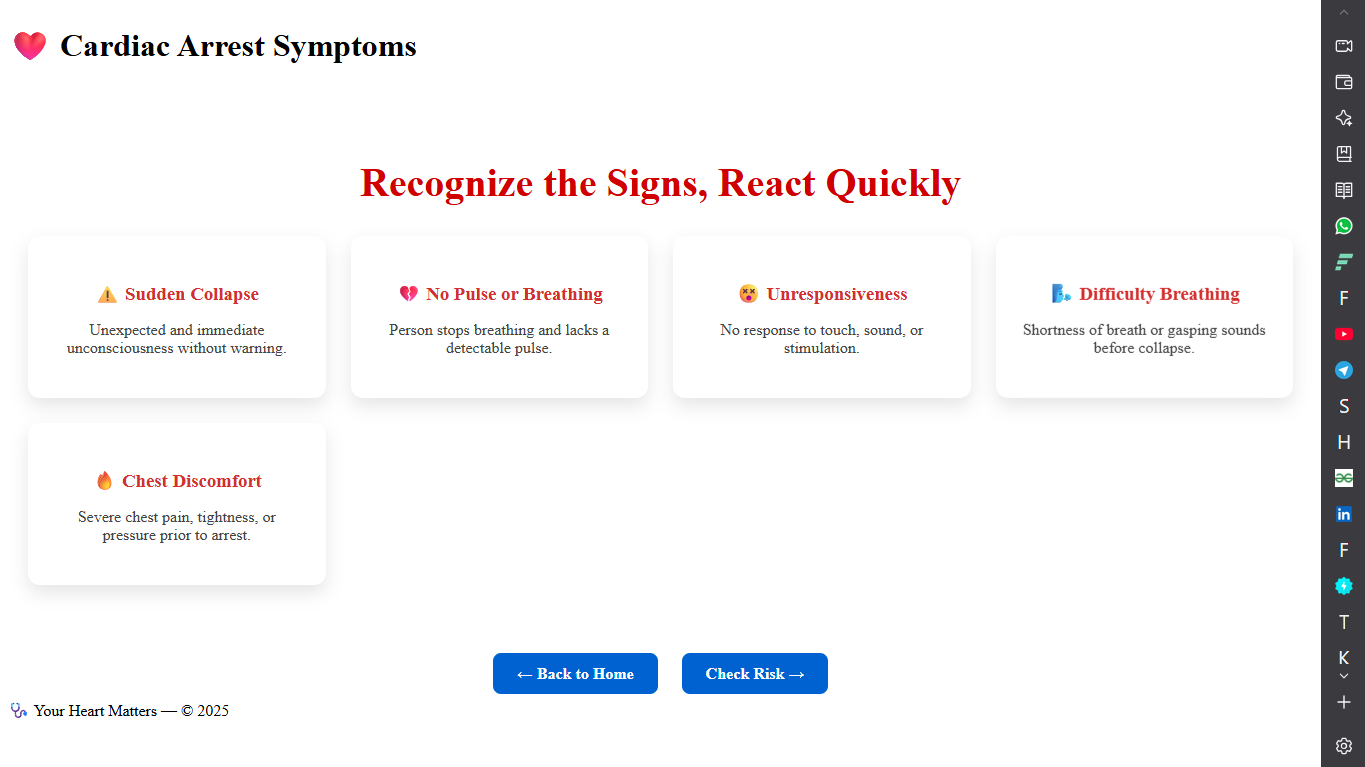 Cardiac Arrest Symptoms
Recognize the Signs, React Quickly
Sudden Collapse
Unexpected and immediate
unconsciousness without warning.
No Pulse or Breathing
Person stops breathing and lacks a
detectable pulse.
Unresponsiveness
No response to touch, sound, or
stimulation.
Difficulty Breathing
Shortness of breath or gasping sounds
before collapse.
Chest Discomfort
Severe chest pain, tightness, or
pressure prior to arrest.
← Back to Home
Check Risk →
Your Heart Matters — © 2025
F
S
H
in
F
T
K